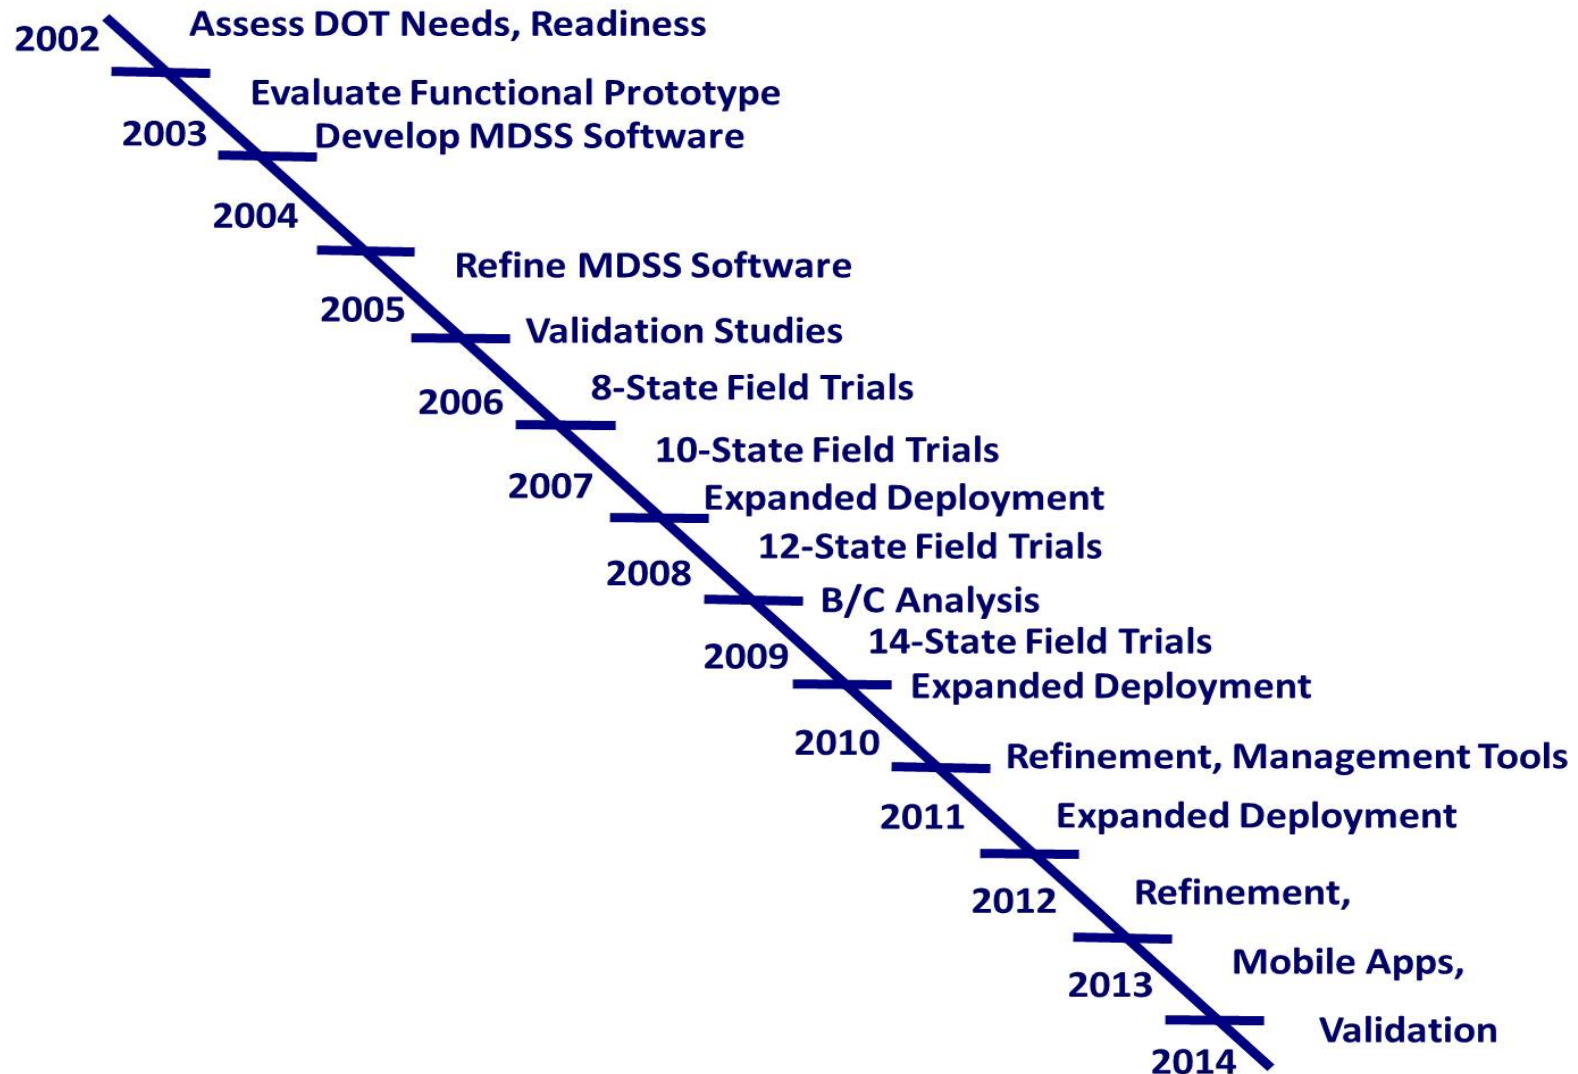 2002
Assess DOT Needs, Readiness
Evaluate Functional Prototype
2003
Develop MDSS Software
2004
Refine MDSS Software
2005
Validation Studies
8-State Field Trials
2006
10-State Field Trials
2007
Expanded Deployment
12-State Field Trials
2008
B/C Analysis
14-State Field Trials
2009
Expanded Deployment
2010
Refinement, Management Tools
2011
Expanded Deployment
2012
Refinement,
Mobile Apps,
2013
Validation
2014